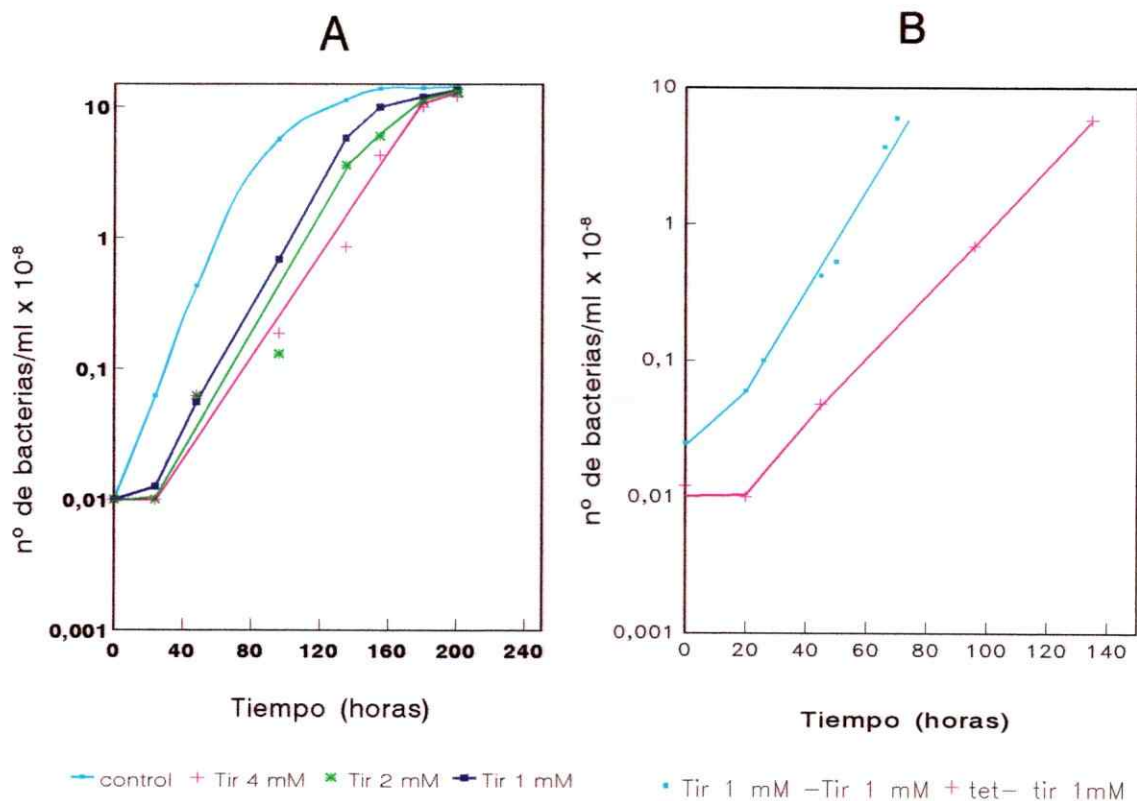 A
B
nº de bacterias/ml x 10⁻⁸
10
1
0,1
0,01
0,001
0 40 80 120 160 200 240
Tiempo (horas)
control Tir 4 mM Tir 2 mM Tir 1 mM
nº de bacterias/ml x 10⁻⁸
10
1
0,1
0,01
0,001
0 20 40 60 80 100 120 140
Tiempo (horas)
Tir 1 mM -Tir 1 mM tet- tir 1mM